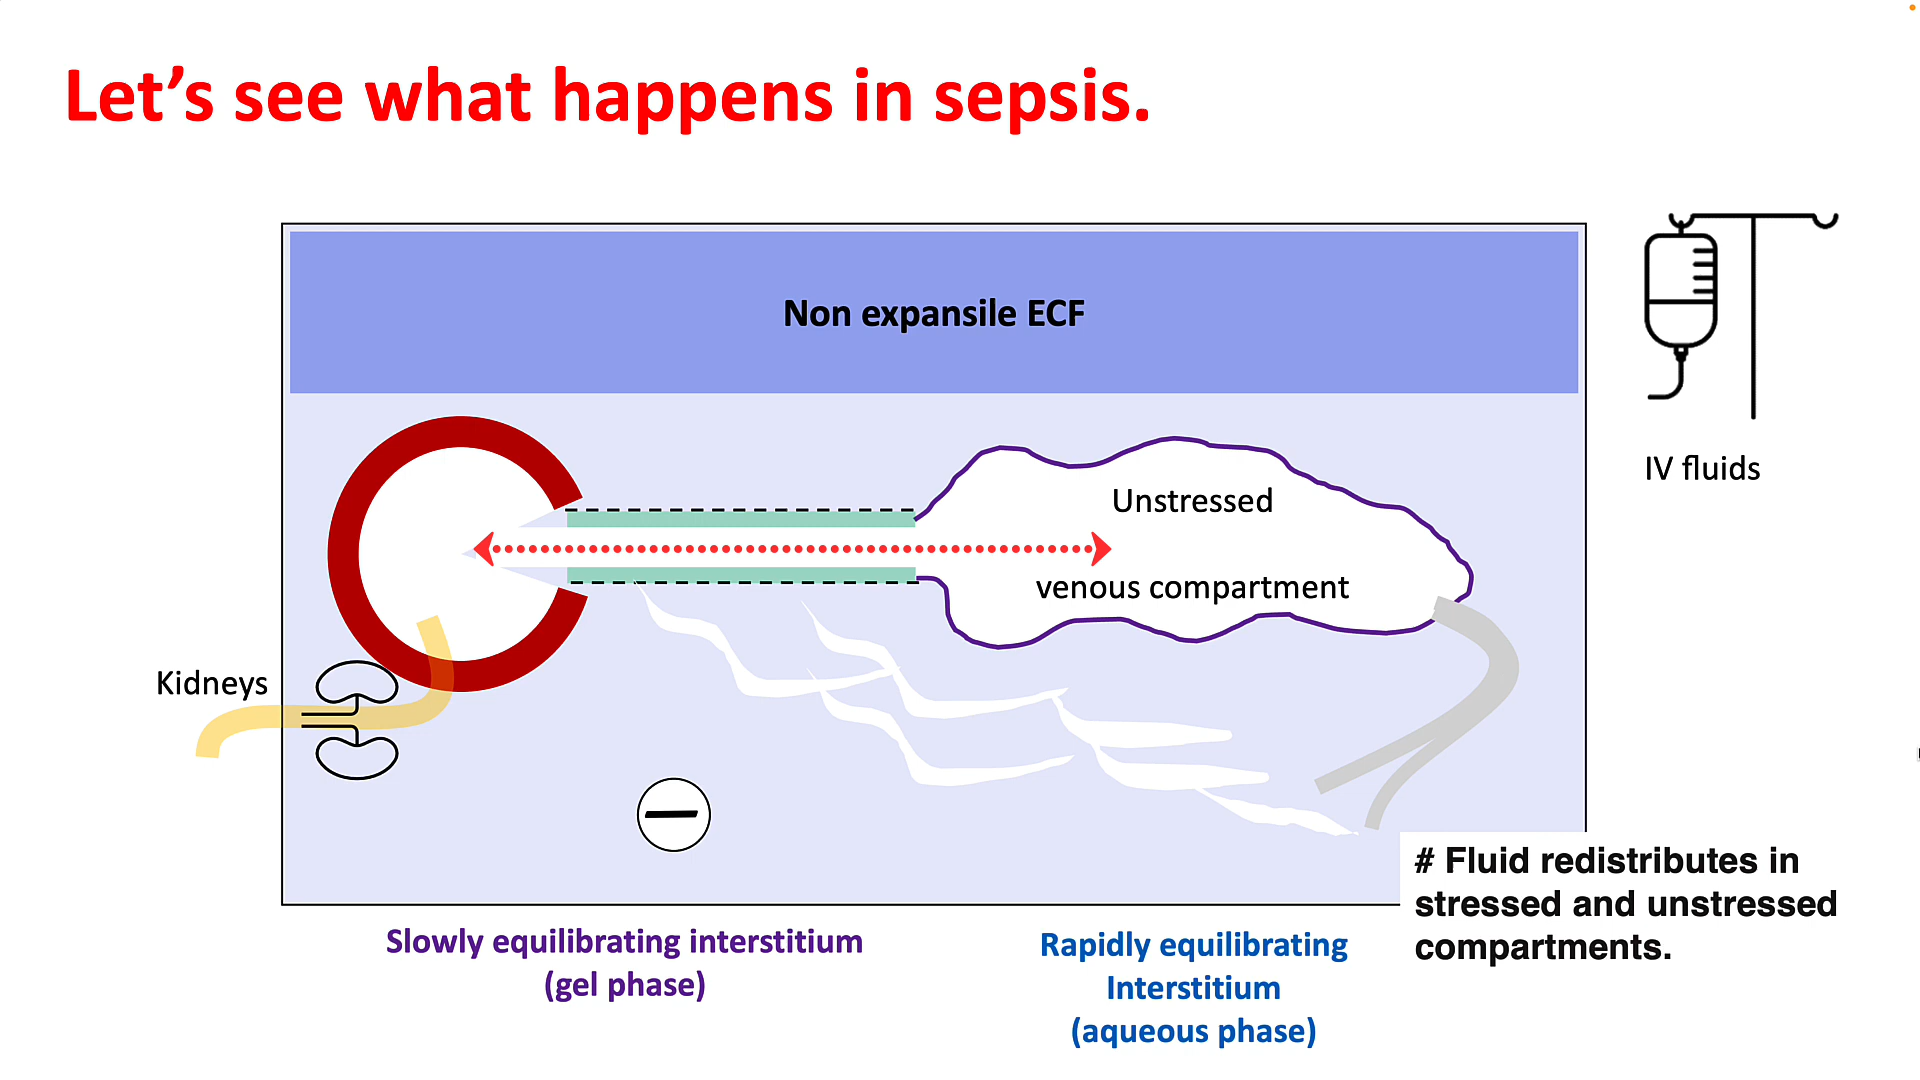 Let’s see what happens in sepsis.
Non expansile ECF
IV fluids
Unstressed
venous compartment
Kidneys
# Fluid redistributes in
stressed and unstressed
compartments.
Slowly equilibrating interstitium
(gel phase)
Rapidly equilibrating
Interstitium
(aqueous phase)